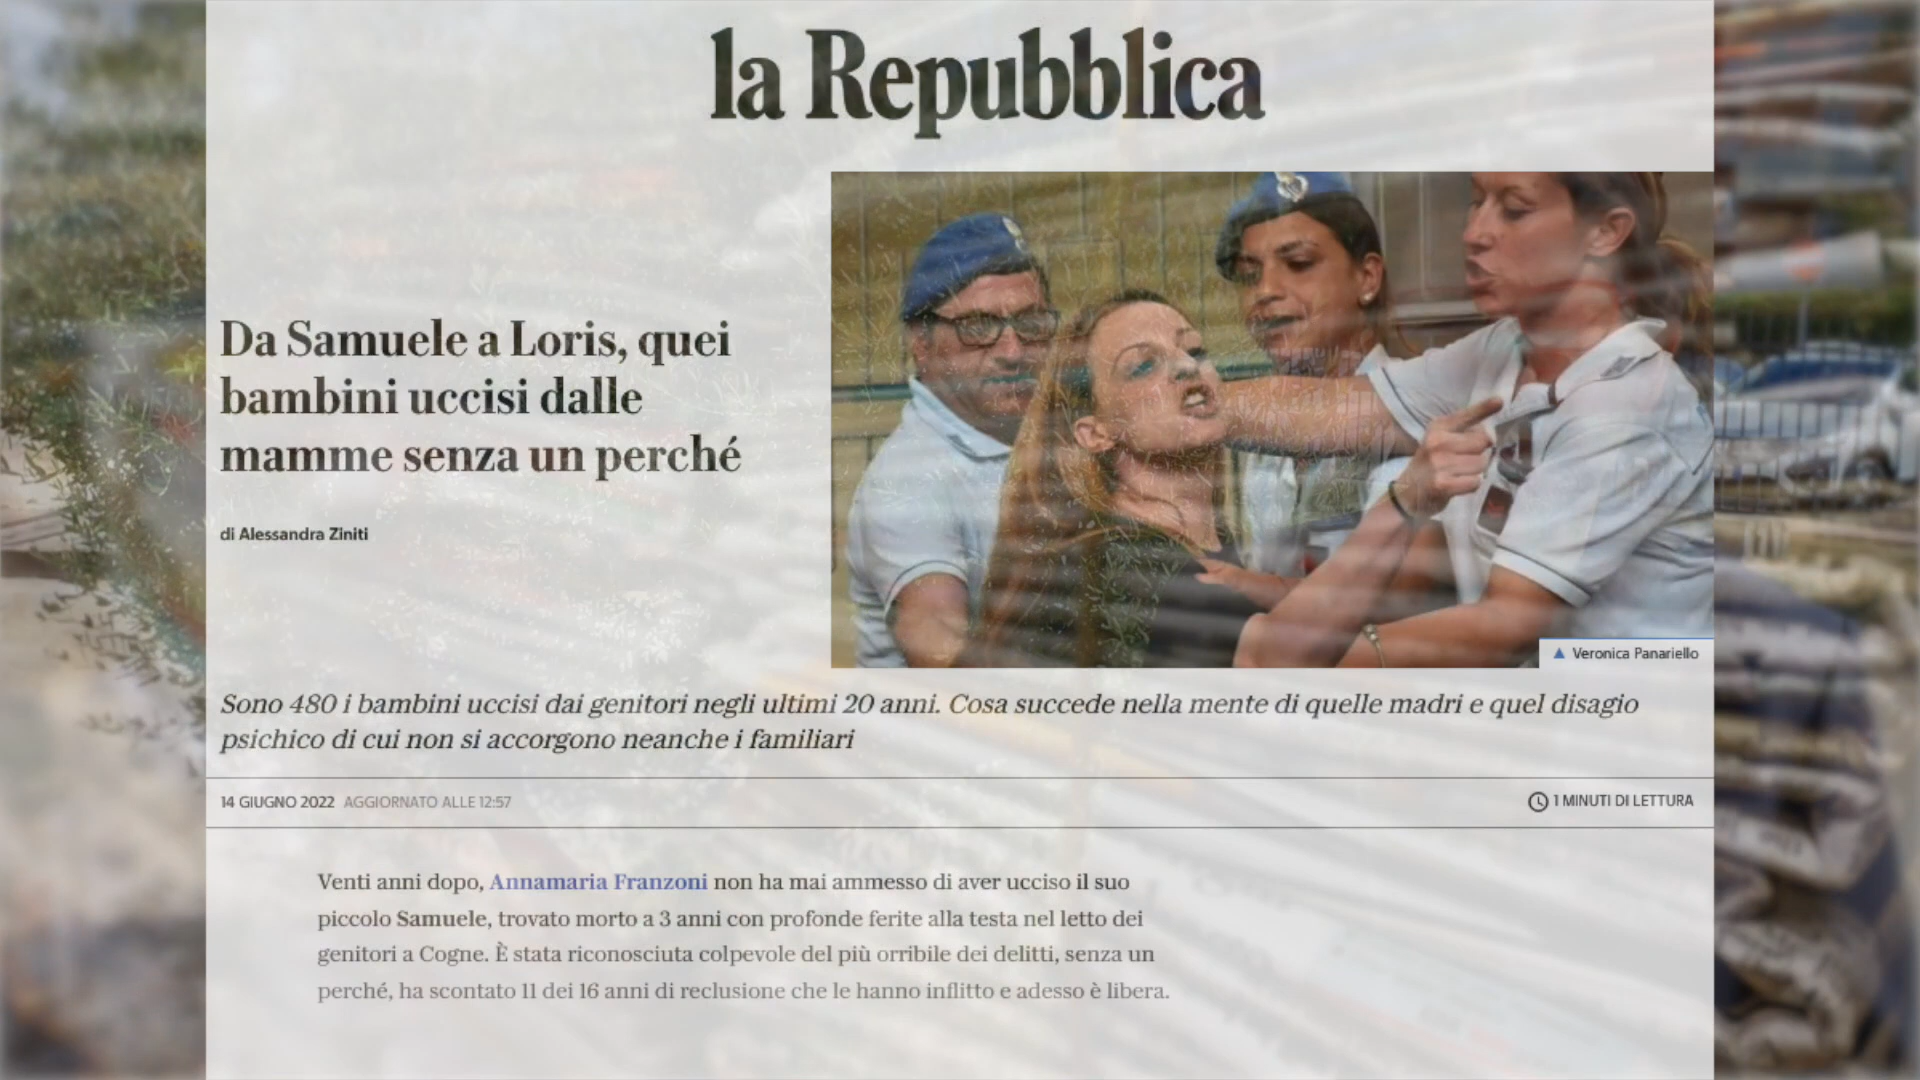 la Repubblica
Da Samuele a Loris, quei
bambini uccisi dalle
mamme senza un perché
di Alessandra Ziniti
▲ Veronica Panariello
Sono 480 i bambini uccisi dai genitori negli ultimi 20 anni. Cosa succede nella mente di quelle madri e quel disagio
psichico di cui non si accorgono neanche i familiari
14 GIUGNO 2022 AGGIORNATO ALLE 12:57
1 MINUTI DI LETTURA
Venti anni dopo, Annamaria Franzoni non ha mai ammesso di aver ucciso il suo
piccolo Samuele, trovato morto a 3 anni con profonde ferite alla testa nel letto dei
genitori a Cogne. È stata riconosciuta colpevole del più orribile dei delitti, senza un
perché, ha scontato 11 dei 16 anni di reclusione che le hanno inflitto e adesso è libera.